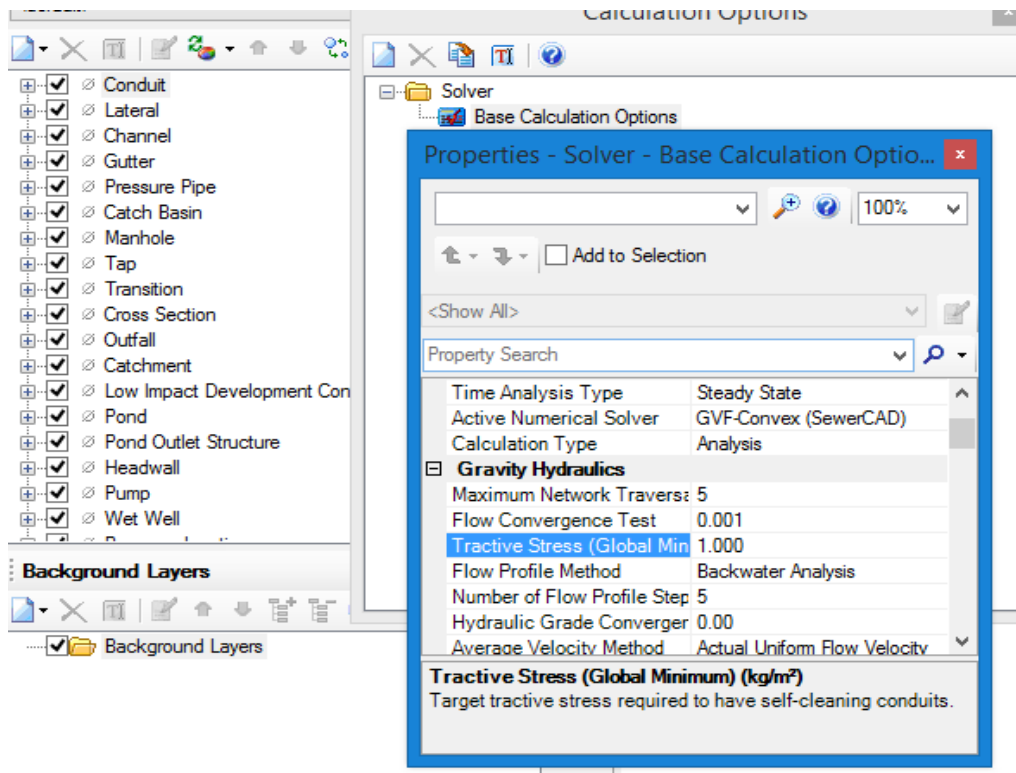 Calculation Options
Conduit
Lateral
Channel
Gutter
Pressure Pipe
Catch Basin
Manhole
Tap
Transition
Cross Section
Outfall
Catchment
Low Impact Development Con
Pond
Pond Outlet Structure
Headwall
Pump
Wet Well
Background Layers
Background Layers
Solver
Base Calculation Options
Properties - Solver - Base Calculation Optio...
100%
Add to Selection
<Show All>
Property Search
Time Analysis Type Steady State
Active Numerical Solver GVF-Convex (SewerCAD)
Calculation Type Analysis
Gravity Hydraulics
Maximum Network Traversa 5
Flow Convergence Test 0.001
Tractive Stress (Global Min 1.000
Flow Profile Method Backwater Analysis
Number of Flow Profile Step 5
Hydraulic Grade Converger 0.00
Average Velocity Method Actual Uniform Flow Velocity
Tractive Stress (Global Minimum) (kg/m²)
Target tractive stress required to have self-cleaning conduits.